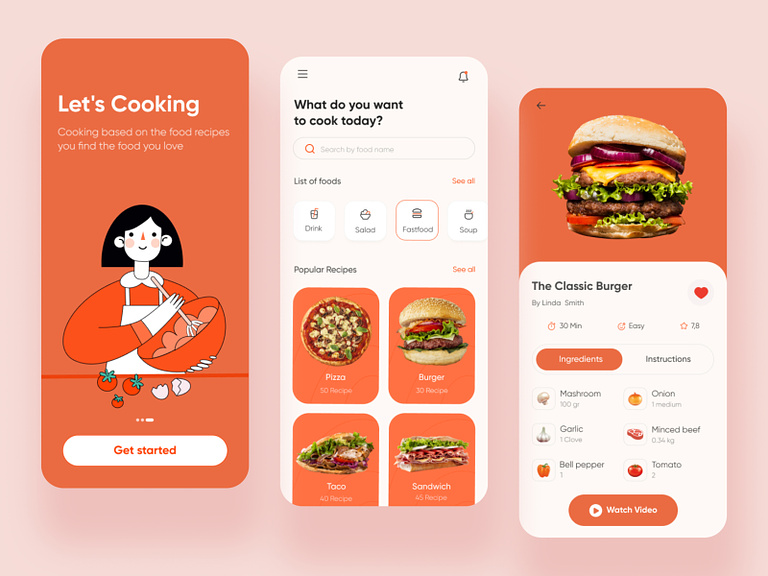 Let's Cooking
Cooking based on the food recipes
you find the food you love
Get started
What do you want
to cook today?
Search by food name
List of foods
See all
Drink
Salad
Fastfood
Soup
Popular Recipes
See all
Pizza
50 Recipe
Burger
30 Recipe
Taco
40 Recipe
Sandwich
45 Recipe
The Classic Burger
By Linda Smith
30 Min
Easy
7,8
Ingredients
Instructions
Mashroom
100 gr
Onion
1 medium
Garlic
1 Clove
Minced beef
0.34 kg
Bell pepper
1
Tomato
2
Watch Video